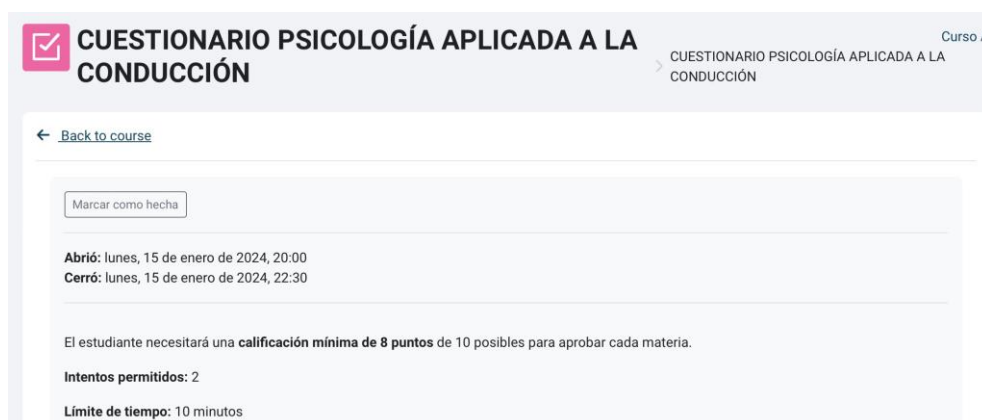 CUESTIONARIO PSICOLOGÍA APLICADA A LA
CONDUCCIÓN
Curso
CUESTIONARIO PSICOLOGÍA APLICADA A LA
CONDUCCIÓN
Back to course
Marcar como hecha
Abrió: lunes, 15 de enero de 2024, 20:00
Cerró: lunes, 15 de enero de 2024, 22:30
El estudiante necesitará una calificación mínima de 8 puntos de 10 posibles para aprobar cada materia.
Intentos permitidos: 2
Límite de tiempo: 10 minutos